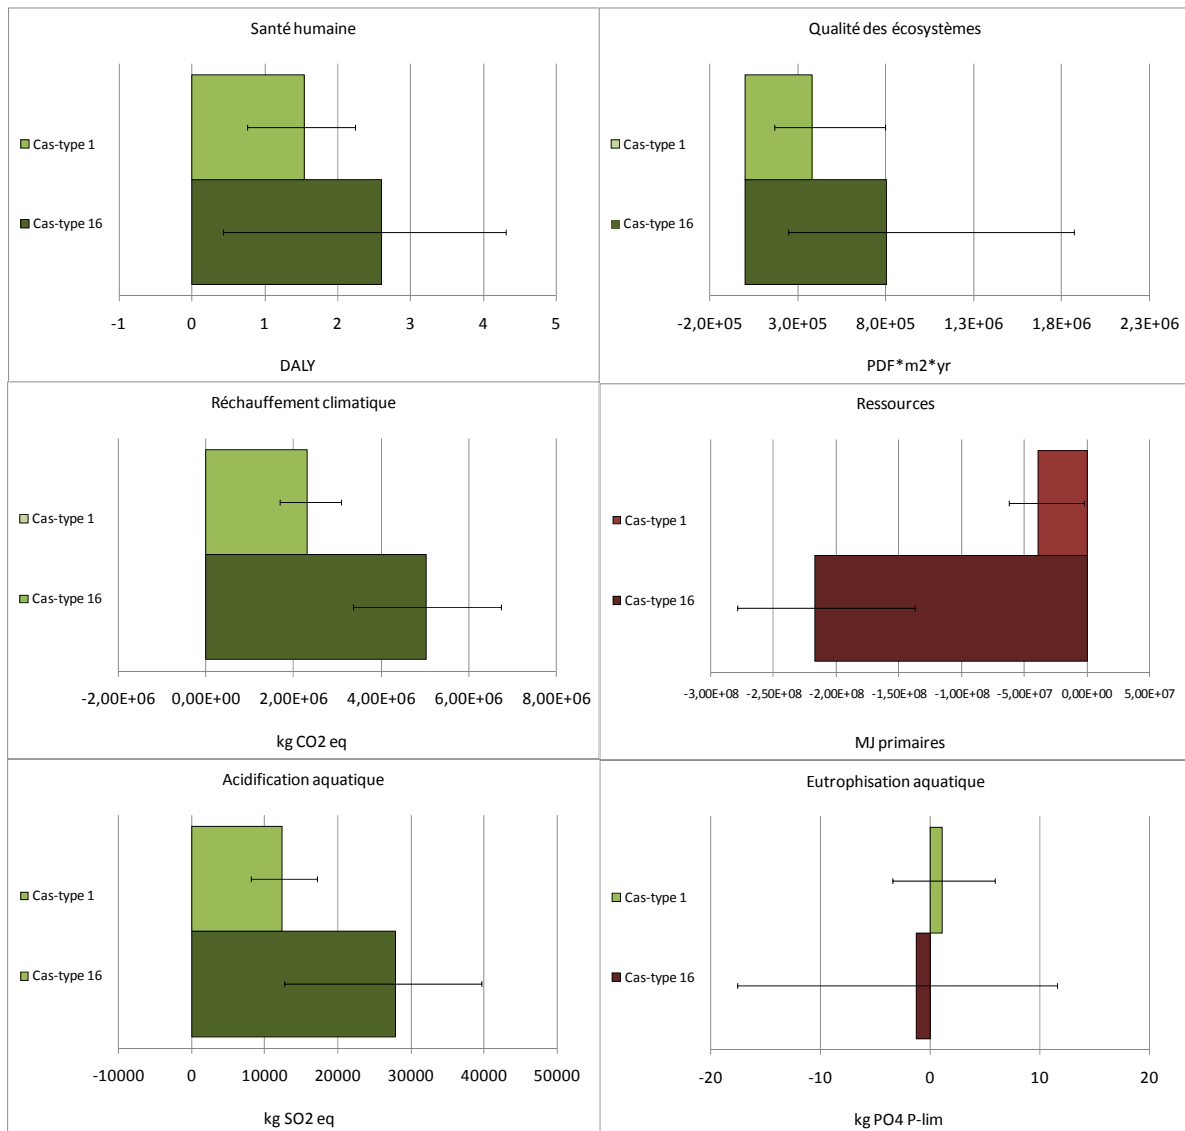 Santé humaine
Cas-type 1
Cas-type 16
-1 0 1 2 3 4 5
DALY
Qualité des écosystèmes
Cas-type 1
Cas-type 16
-2,0E+05 3,0E+05 8,0E+05 1,3E+06 1,8E+06 2,3E+06
PDF*m2*yr
Réchauffement climatique
Cas-type 1
Cas-type 16
-2,00E+06 0,00E+00 2,00E+06 4,00E+06 6,00E+06 8,00E+06
kg CO2 eq
Ressources
Cas-type 1
Cas-type 16
-3,00E+08 -2,50E+08 -2,00E+08 -1,50E+08 -1,00E+08 -5,00E+07 0,00E+00 5,00E+07
MJ primaires
Acidification aquatique
Cas-type 1
Cas-type 16
-10000 0 10000 20000 30000 40000 50000
kg SO2 eq
Eutrophisation aquatique
Cas-type 1
Cas-type 16
-20 -10 0 10 20
kg PO4 P-lim